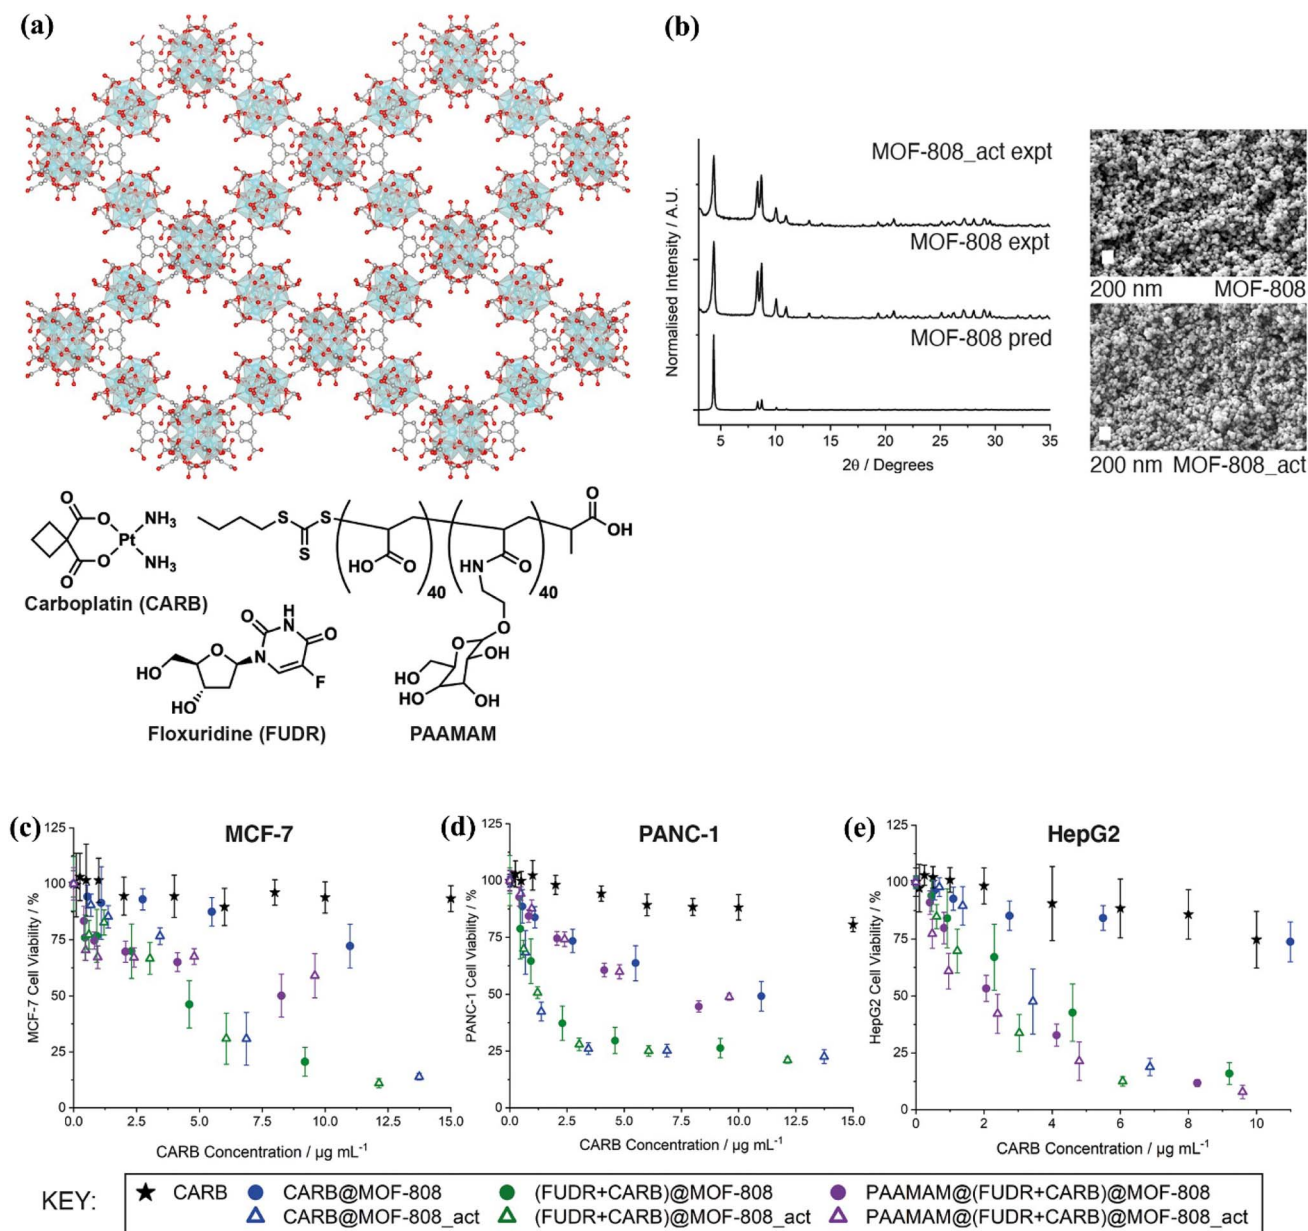 (a)
(b)
MOF-808_act expt
MOF-808 expt
MOF-808 pred
Normalised Intensity / A.U.
5 10 15 20 25 30 35
2θ / Degrees
200 nm MOF-808
200 nm MOF-808_act
O
O
NH₃
Pt
O
NH₃
O
Carboplatin (CARB)
S S
S
HO O
40
HN O
40
O
OH
O
O
OH
HO
HO
OH
PAAMAM
H
O N O
N
F
O
HO
HO
Floxuridine (FUDR)
(c) MCF-7
125
100
75
50
25
0
MCF-7 Cell Viability / %
0.0 2.5 5.0 7.5 10.0 12.5 15.0
CARB Concentration / µg mL⁻¹
(d) PANC-1
125
100
75
50
25
0
PANC-1 Cell Viability / %
0.0 2.5 5.0 7.5 10.0 12.5 15.0
CARB Concentration / µg mL⁻¹
(e) HepG2
125
100
75
50
25
0
HepG2 Cell Viability / %
0 2 4 6 8 10
CARB Concentration / µg mL⁻¹
KEY:
CARB CARB@MOF-808 (FUDR+CARB)@MOF-808 PAAMAM@(FUDR+CARB)@MOF-808
CARB@MOF-808_act (FUDR+CARB)@MOF-808_act PAAMAM@(FUDR+CARB)@MOF-808_act